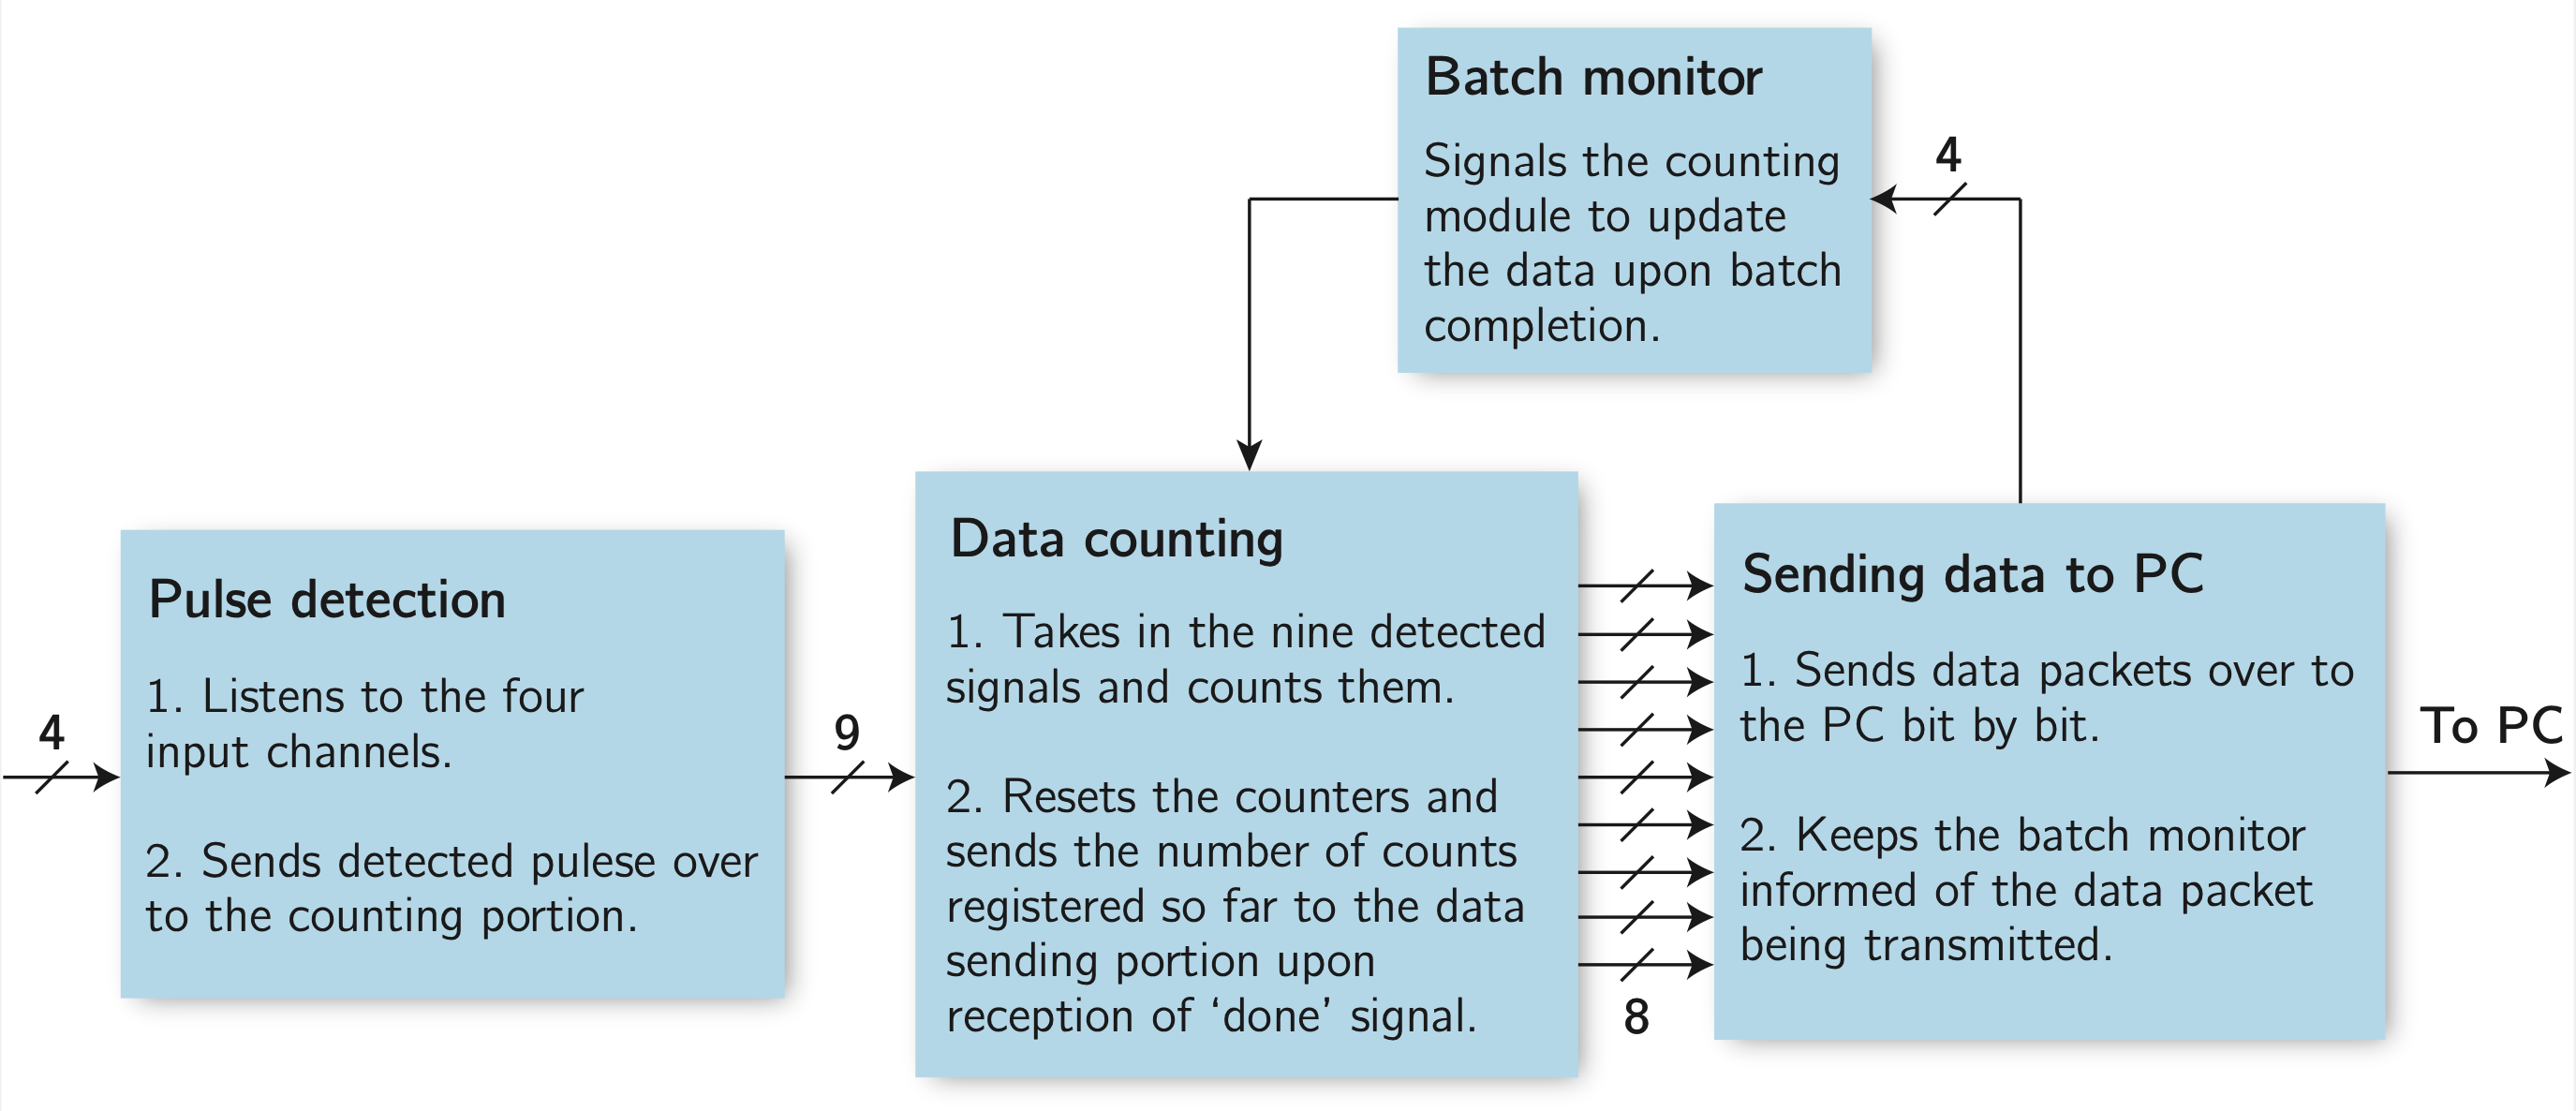 Batch monitor
Signals the counting
module to update
the data upon batch
completion.
4
Pulse detection
1. Listens to the four
input channels.
2. Sends detected pulese over
to the counting portion.
4
9
Data counting
1. Takes in the nine detected
signals and counts them.
2. Resets the counters and
sends the number of counts
registered so far to the data
sending portion upon
reception of ‘done’ signal.
8
Sending data to PC
1. Sends data packets over to
the PC bit by bit.
2. Keeps the batch monitor
informed of the data packet
being transmitted.
To PC